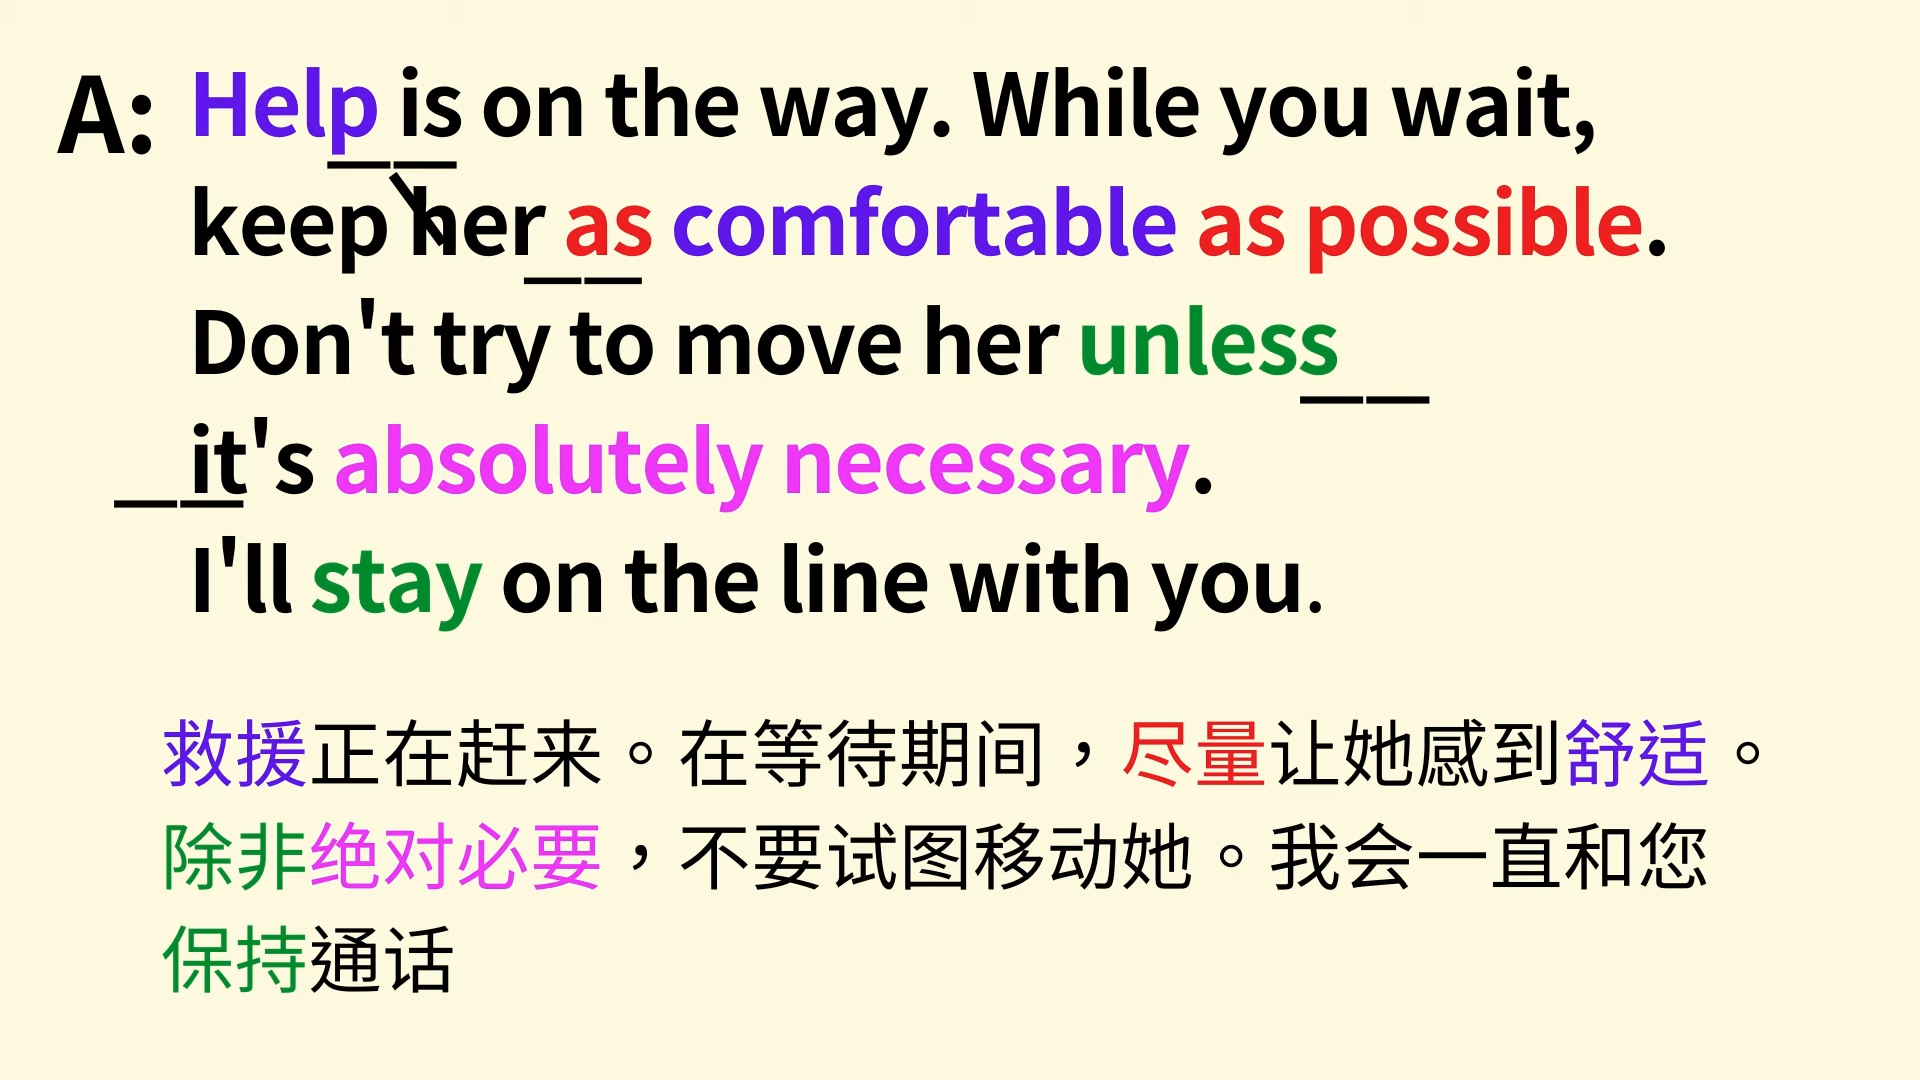 A: Help is on the way. While you wait,
keep her as comfortable as possible.
Don't try to move her unless
it's absolutely necessary.
I'll stay on the line with you.
救援正在赶来。在等待期间，尽量让她感到舒适。
除非绝对必要，不要试图移动她。我会一直和您
保持通话